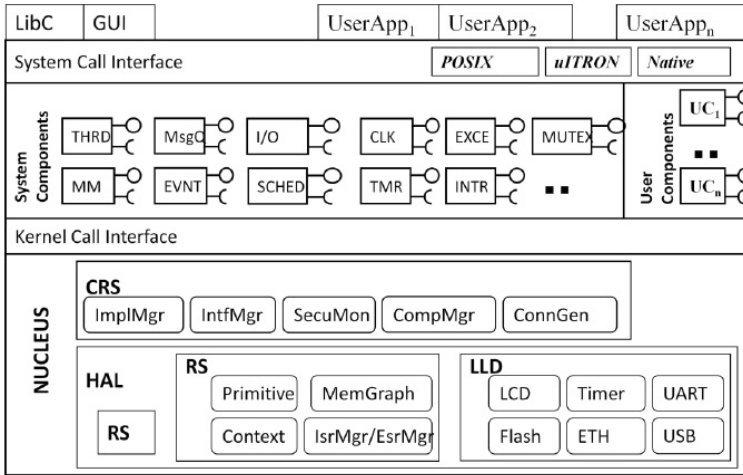 LibC GUI UserApp1 UserApp2 UserAppn
System Call Interface POSIX uITRON Native
System Components
THRD MsgQ I/O CLK EXCE MUTEX
MM EVNT SCHED TMR INTR
User Components
UC1
UCn
Kernel Call Interface
NUCLEUS
CRS
ImplMgr IntfMgr SecuMon CompMgr ConnGen
HAL
RS
RS
Primitive MemGraph
Context IsrMgr/EsrMgr
LLD
LCD Timer UART
Flash ETH USB